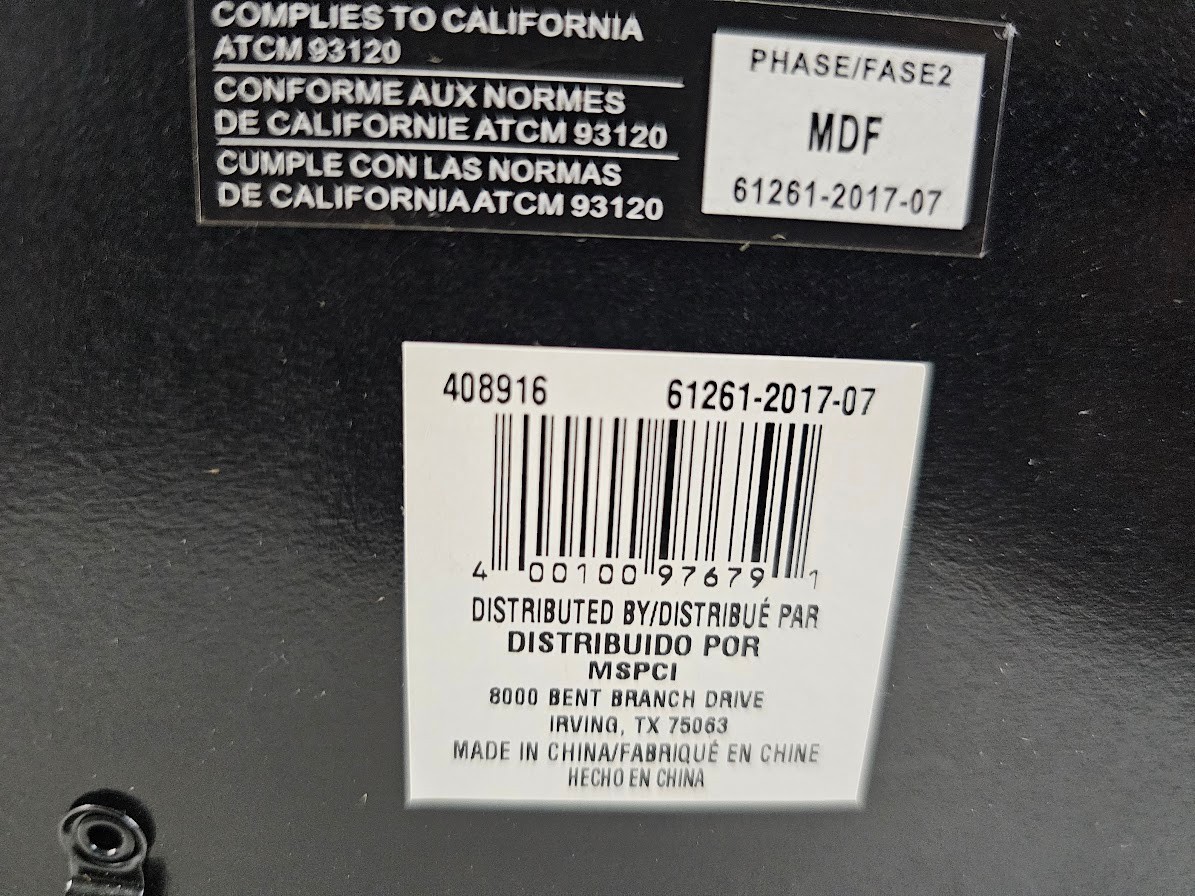 COMPLIES TO CALIFORNIA
ATCM 93120
CONFORME AUX NORMES
DE CALIFORNIE ATCM 93120
CUMPLE CON LAS NORMAS
DE CALIFORNIA ATCM 93120
PHASE/FASE2
MDF
61261-2017-07
408916 61261-2017-07
4 00100 97679 1
DISTRIBUTED BY/DISTRIBUÉ PAR
DISTRIBUIDO POR
MSPCI
8000 BENT BRANCH DRIVE
IRVING, TX 75063
MADE IN CHINA/FABRIQUÉ EN CHINE
HECHO EN CHINA